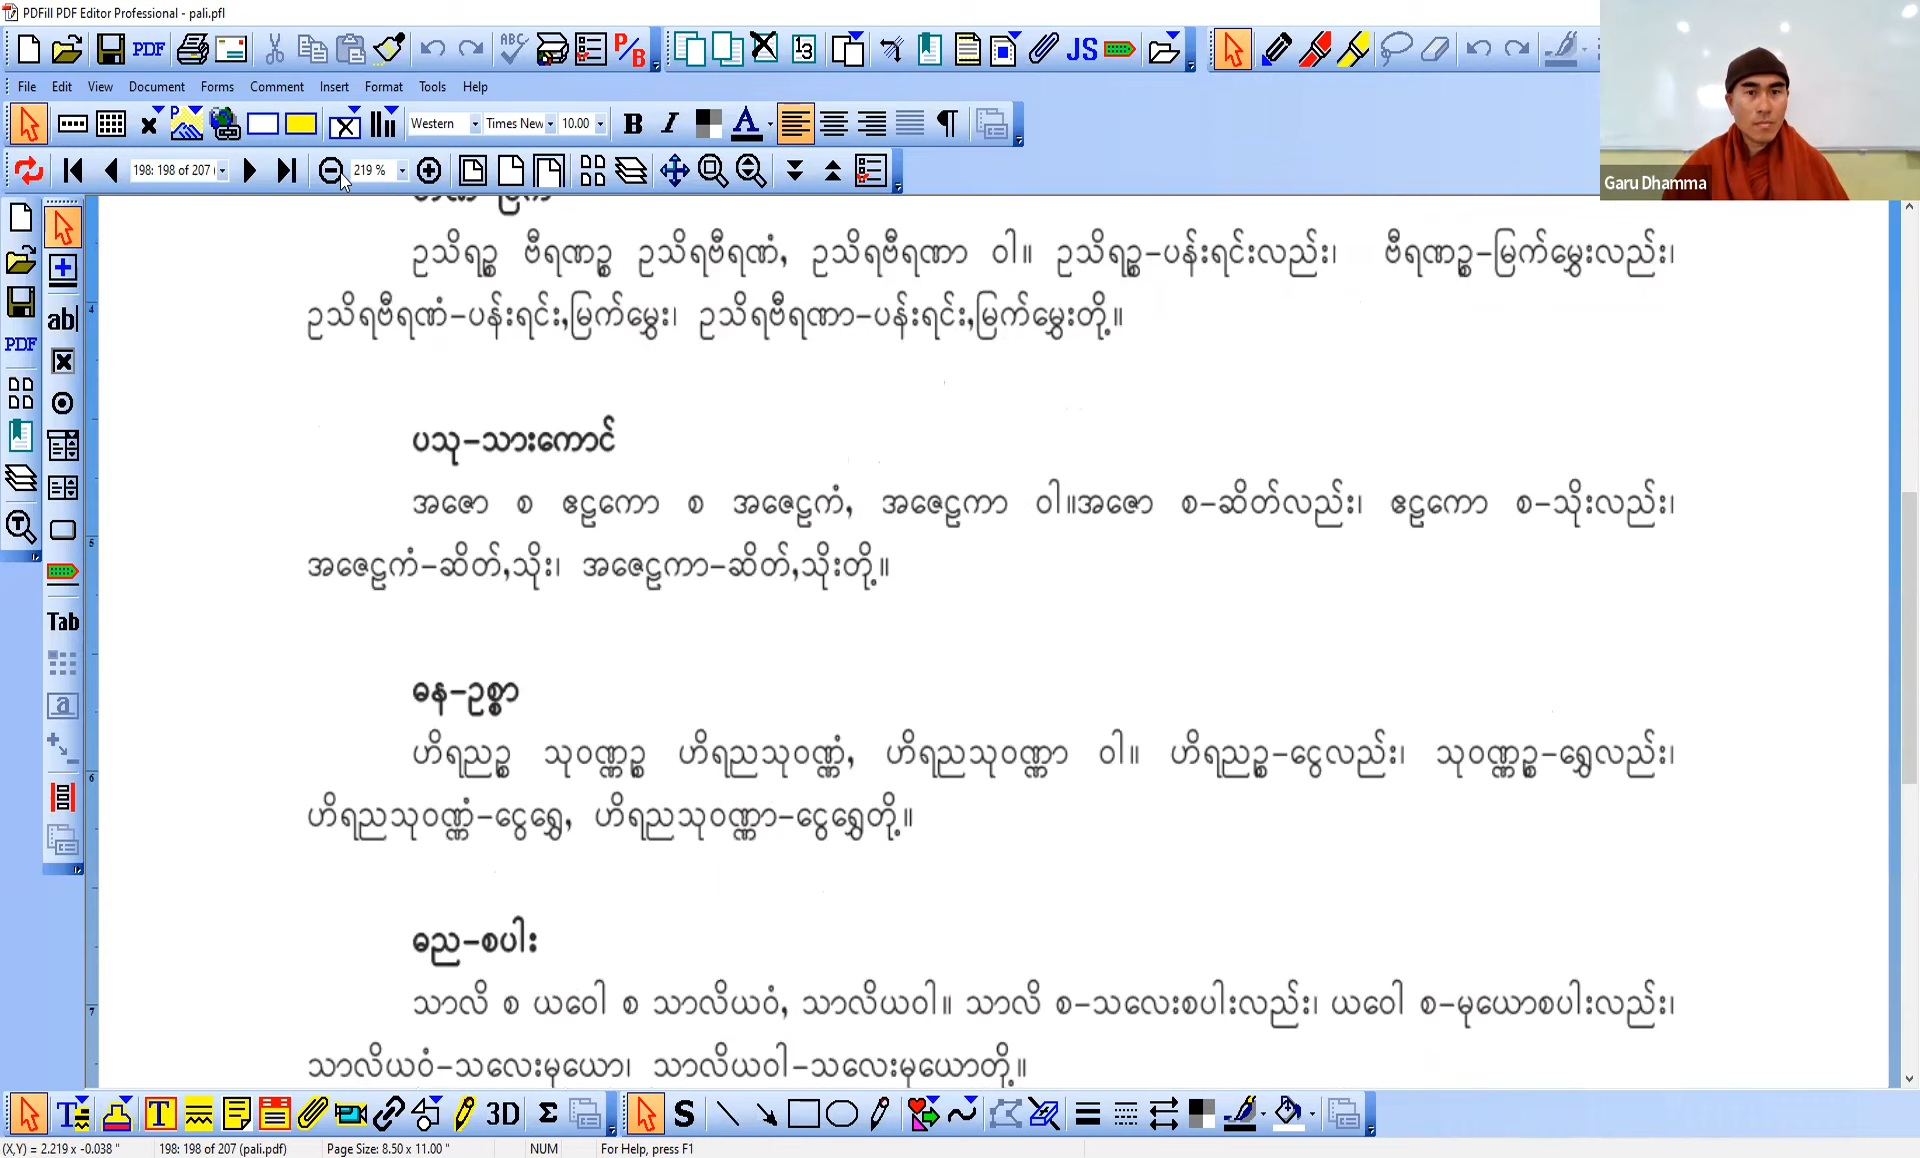 PDFill PDF Editor Professional - pali.pfl
File Edit View Document Forms Comment Insert Format Tools Help
Western Times New 10.00
198: 198 of 207 219 %
Garu Dhamma
ဥသိရဉ္စ ဗီရဏဉ္စ ဥသိရဗီရဏံ, ဥသိရဗီရဏာ ဝါ။ ဥသိရဉ္စ–ပန်းရင်းလည်း၊ ဗီရဏဉ္စ–မြက်မွှေးလည်း၊
ဥသိရဗီရဏံ–ပန်းရင်း,မြက်မွှေး၊ ဥသိရဗီရဏာ–ပန်းရင်း,မြက်မွှေးတို့။
ပသု–သားကောင်
အဇော စ ဧဠကော စ အဇေဠကံ, အဇေဠကာ ဝါ။အဇော စ–ဆိတ်လည်း၊ ဧဠကော စ–သိုးလည်း၊
အဇေဠကံ–ဆိတ်,သိုး၊ အဇေဠကာ–ဆိတ်,သိုးတို့။
ဓန–ဥစ္စာ
ဟိရညဉ္စ သုဝဏ္ဏဉ္စ ဟိရညသုဝဏ္ဏံ, ဟိရညသုဝဏ္ဏာ ဝါ။ ဟိရညဉ္စ–ငွေလည်း၊ သုဝဏ္ဏဉ္စ–ရွှေလည်း၊
ဟိရညသုဝဏ္ဏံ–ငွေရွှေ, ဟိရညသုဝဏ္ဏာ–ငွေရွှေတို့။
ဓည–စပါး
သာလိ စ ယဝေါ စ သာလိယဝံ, သာလိယဝါ။ သာလိ စ–သလေးစပါးလည်း၊ ယဝေါ စ–မုယောစပါးလည်း၊
သာလိယဝံ–သလေးမုယော၊ သာလိယဝါ–သလေးမုယောတို့။
(X,Y) = 2.219 x -0.038 " 198: 198 of 207 (pali.pdf) Page Size: 8.50 x 11.00 " NUM For Help, press F1